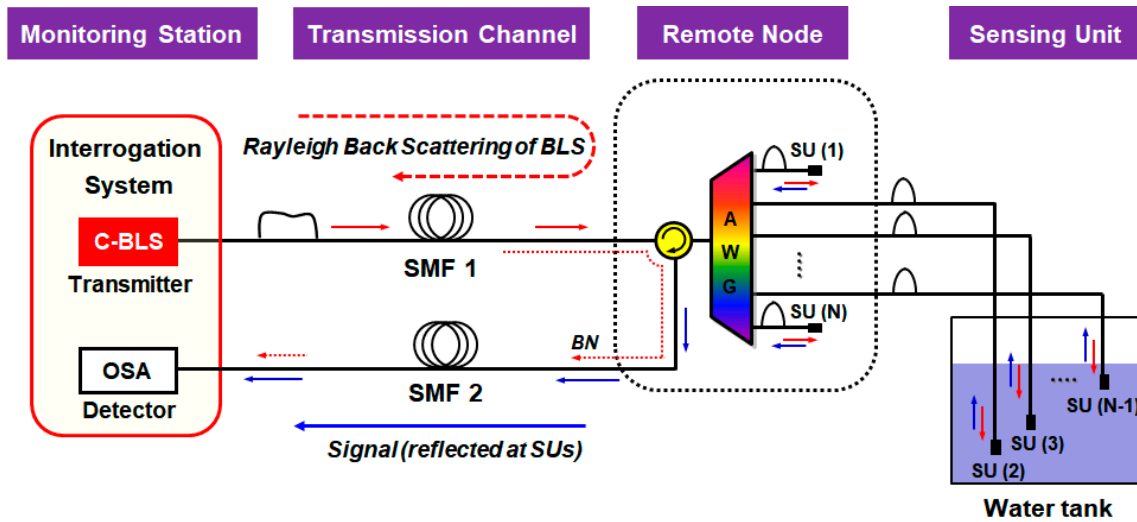 Monitoring Station
Transmission Channel
Remote Node
Sensing Unit
Interrogation
System
C-BLS
Transmitter
OSA
Detector
Rayleigh Back Scattering of BLS
SMF 1
BN
SMF 2
Signal (reflected at SUs)
A
W
G
SU (1)
SU (N)
SU (N-1)
SU (3)
SU (2)
Water tank